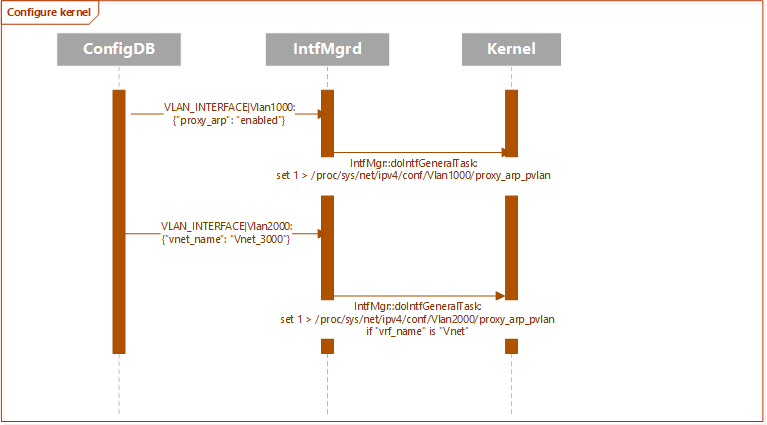 Configure kernel
ConfigDB
IntfMgrd
Kernel
VLAN_INTERFACE|Vlan1000:
{"proxy_arp": "enabled"}
IntfMgr::doIntfGeneralTask:
set 1 > /proc/sys/net/ipv4/conf/Vlan1000/proxy_arp_pvlan
VLAN_INTERFACE|Vlan2000:
{"vnet_name": "Vnet_3000"}
IntfMgr::doIntfGeneralTask:
set 1 > /proc/sys/net/ipv4/conf/Vlan2000/proxy_arp_pvlan
if "vrf_name" is "Vnet"